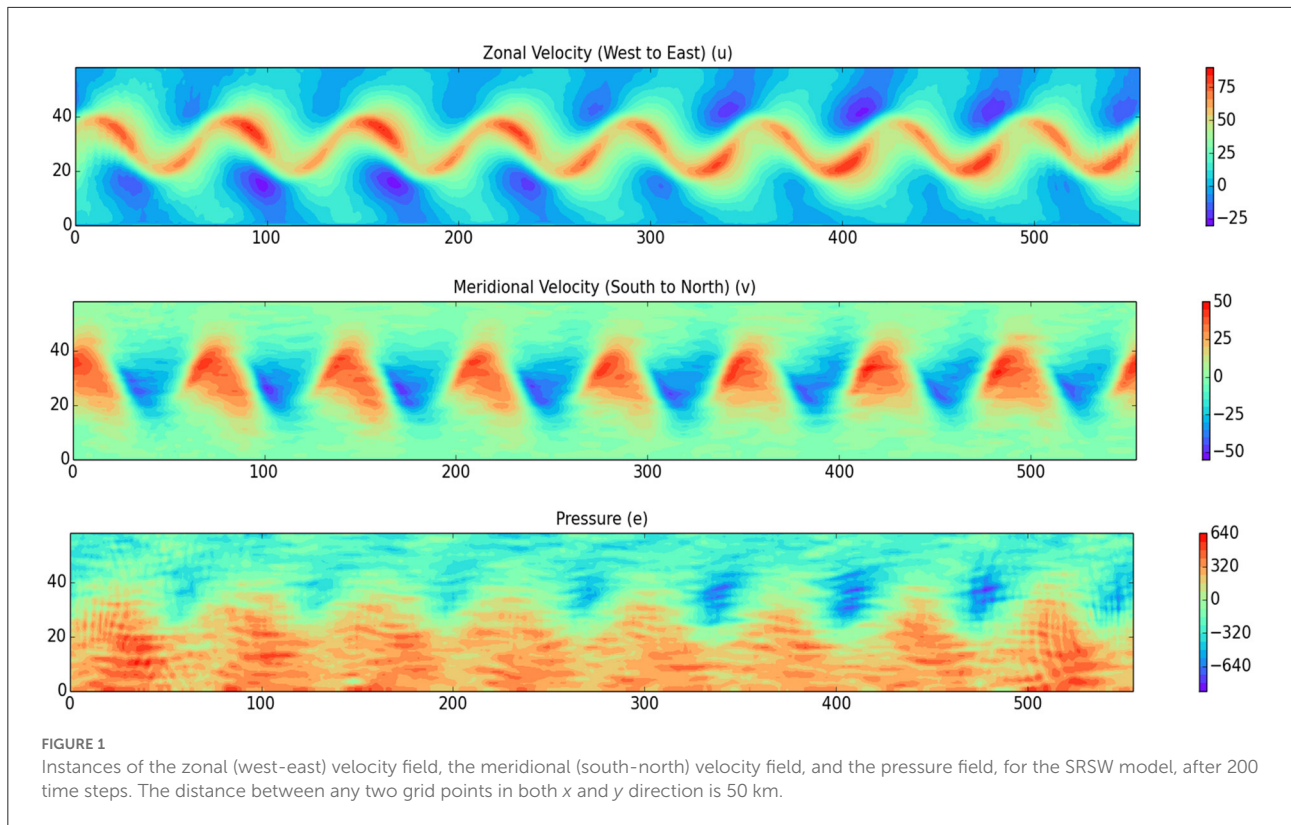 Zonal Velocity (West to East) (u)
40
20
0
0 100 200 300 400 500
75
50
25
0
−25
Meridional Velocity (South to North) (v)
40
20
0
0 100 200 300 400 500
50
25
0
−25
−50
Pressure (e)
40
20
0
0 100 200 300 400 500
640
320
0
−320
−640
FIGURE 1
Instances of the zonal (west-east) velocity field, the meridional (south-north) velocity field, and the pressure field, for the SRSW model, after 200
time steps. The distance between any two grid points in both x and y direction is 50 km.